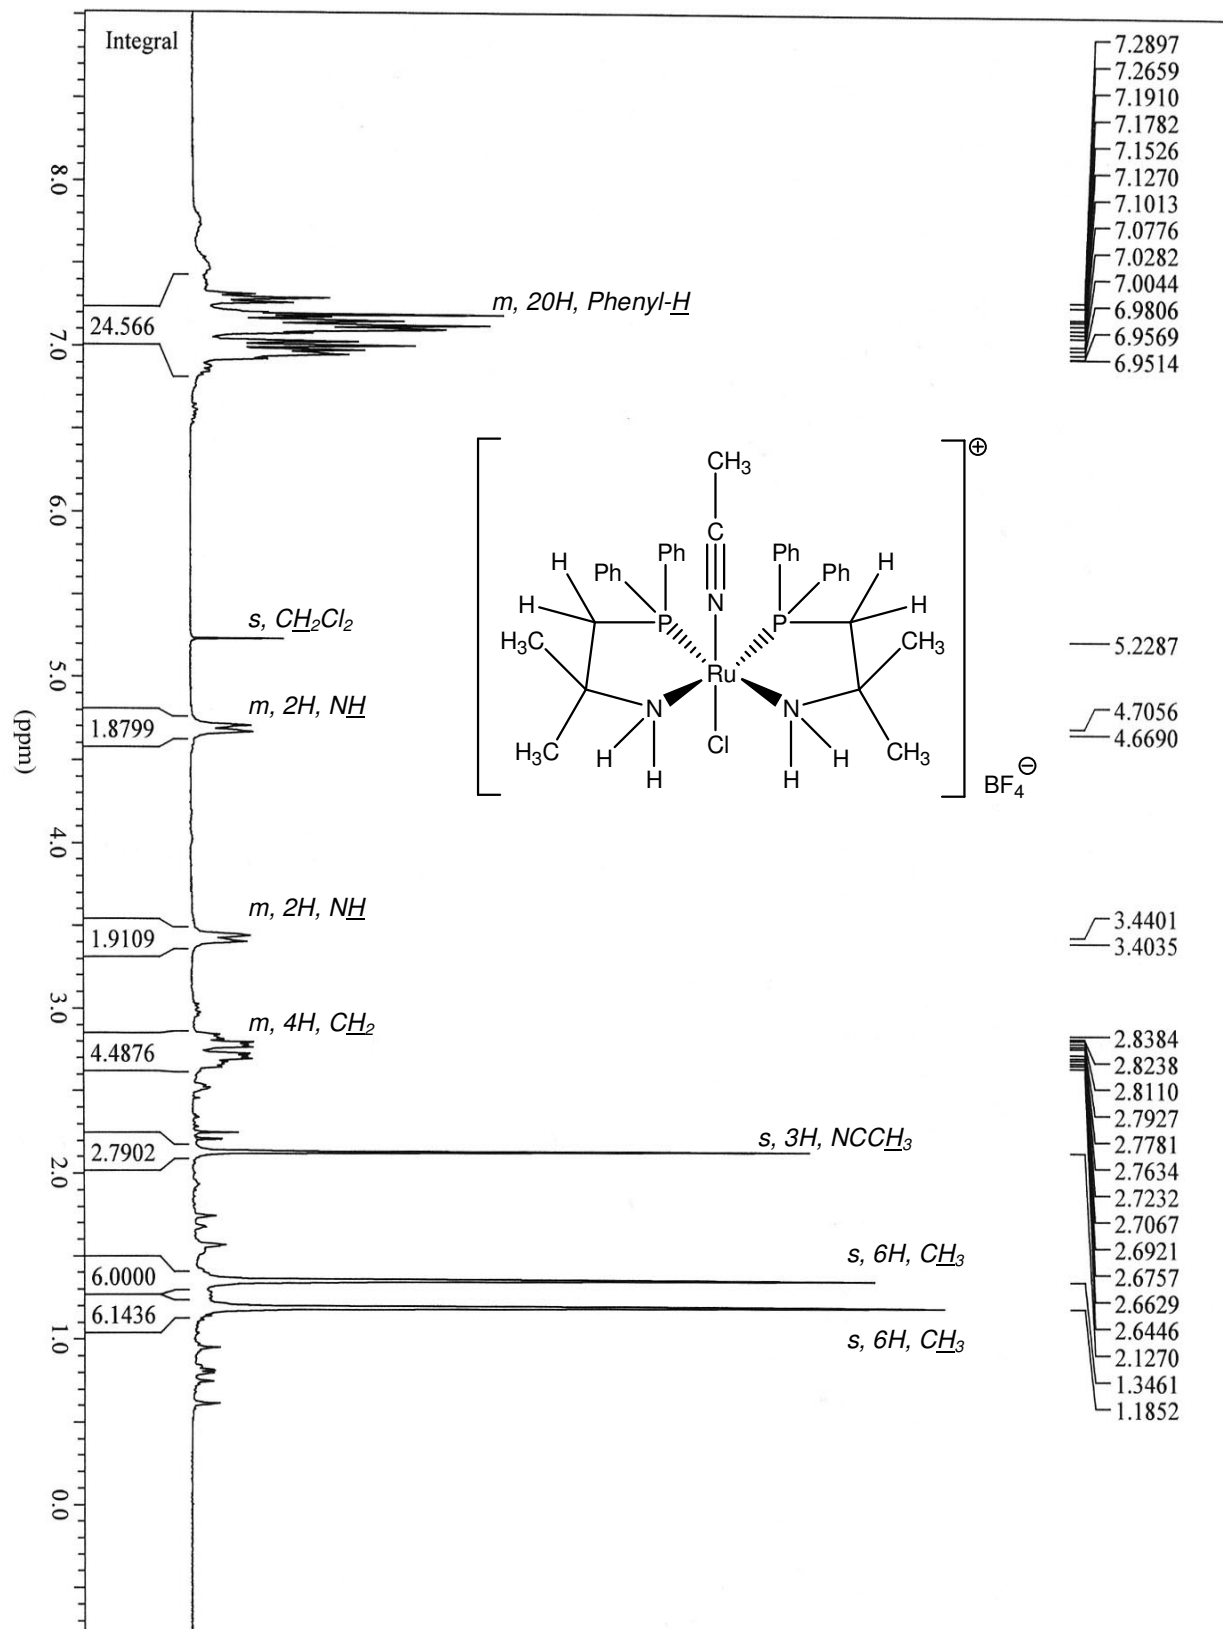 Integral
7.2897
7.2659
7.1910
7.1782
7.1526
7.1270
7.1013
7.0776
7.0282
7.0044
6.9806
6.9569
6.9514
8.0
7.0
6.0
5.0
(ppm)
4.0
3.0
2.0
1.0
0.0
24.566
m, 20H, Phenyl-H
s, CH₂Cl₂
5.2287
1.8799
m, 2H, NH
4.7056
4.6690
1.9109
m, 2H, NH
3.4401
3.4035
4.4876
m, 4H, CH₂
2.8384
2.8238
2.8110
2.7927
2.7781
2.7634
2.7232
2.7067
2.6921
2.6757
2.6629
2.6446
2.1270
1.3461
1.1852
2.7902
s, 3H, NCCH₃
6.0000
s, 6H, CH₃
6.1436
s, 6H, CH₃
CH₃
C
N
Ph Ph Ph Ph
H H P P H H
H₃C Ru CH₃
N N
H₃C H H Cl H H CH₃
⊕
BF₄⊖